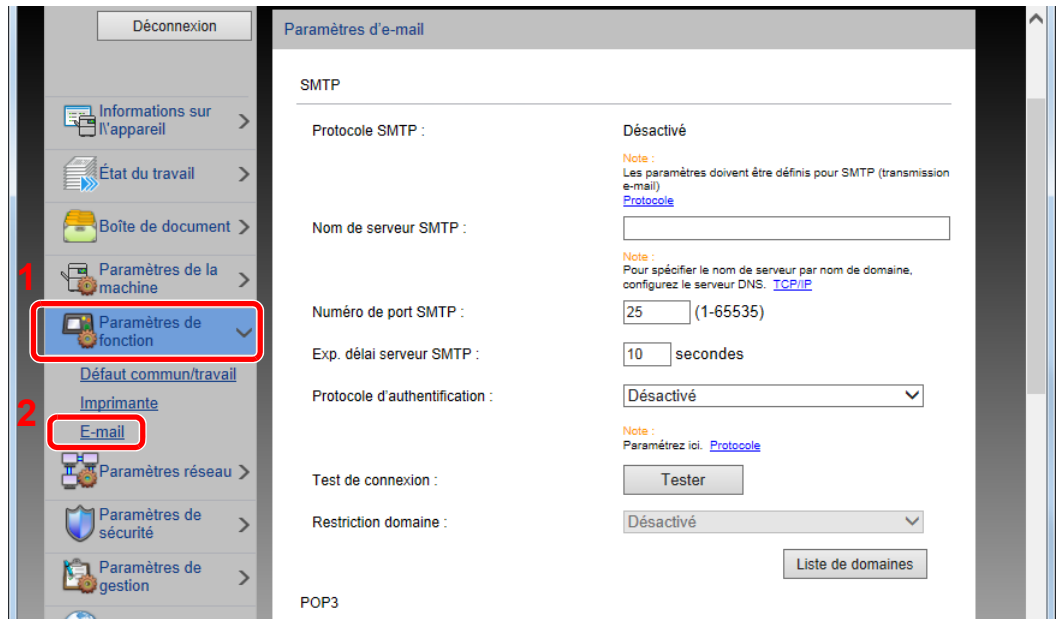 Déconnexion
Informations sur
l\'appareil
État du travail
Boîte de document
1
Paramètres de la
machine
Paramètres de
fonction
Défaut commun/travail
Imprimante
2
E-mail
Paramètres réseau
Paramètres de
sécurité
Paramètres de
gestion
Paramètres d'e-mail
SMTP
Protocole SMTP : Désactivé
Note :
Les paramètres doivent être définis pour SMTP (transmission
e-mail)
Protocole
Nom de serveur SMTP :
Note :
Pour spécifier le nom de serveur par nom de domaine,
configurez le serveur DNS. TCP/IP
Numéro de port SMTP : 25 (1-65535)
Exp. délai serveur SMTP : 10 secondes
Protocole d'authentification : Désactivé
Note :
Paramétrez ici. Protocole
Test de connexion : Tester
Restriction domaine : Désactivé
Liste de domaines
POP3